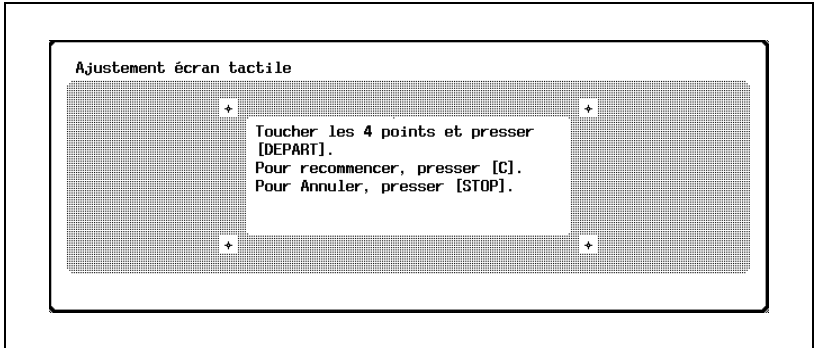 Ajustement écran tactile
Toucher les 4 points et presser
[DEPART].
Pour recommencer, presser [C].
Pour Annuler, presser [STOP].